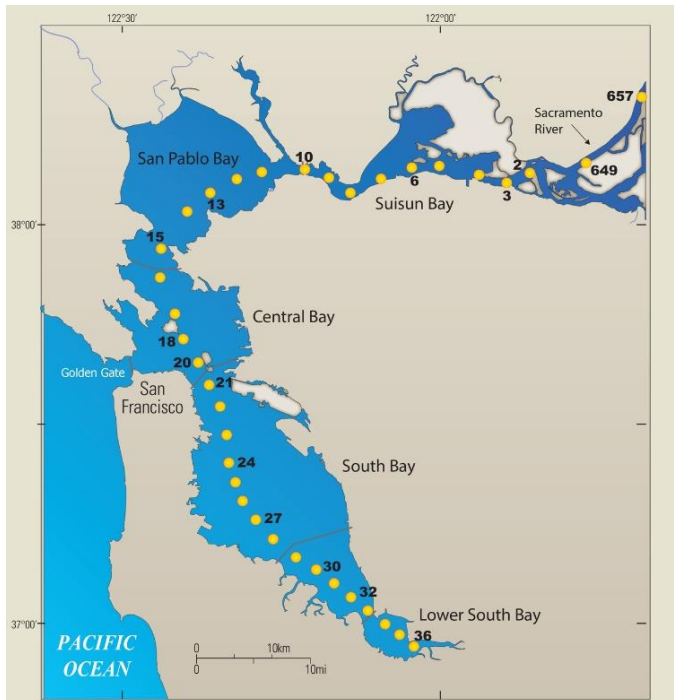 122°30'
122°00'
657
Sacramento
River
San Pablo Bay
10
2
649
6
13
3
Suisun Bay
38°00'
15
Central Bay
18
20
Golden Gate
21
San
Francisco
24
South Bay
27
30
32
Lower South Bay
37°00'
36
PACIFIC
OCEAN
0
10km
0
10mi